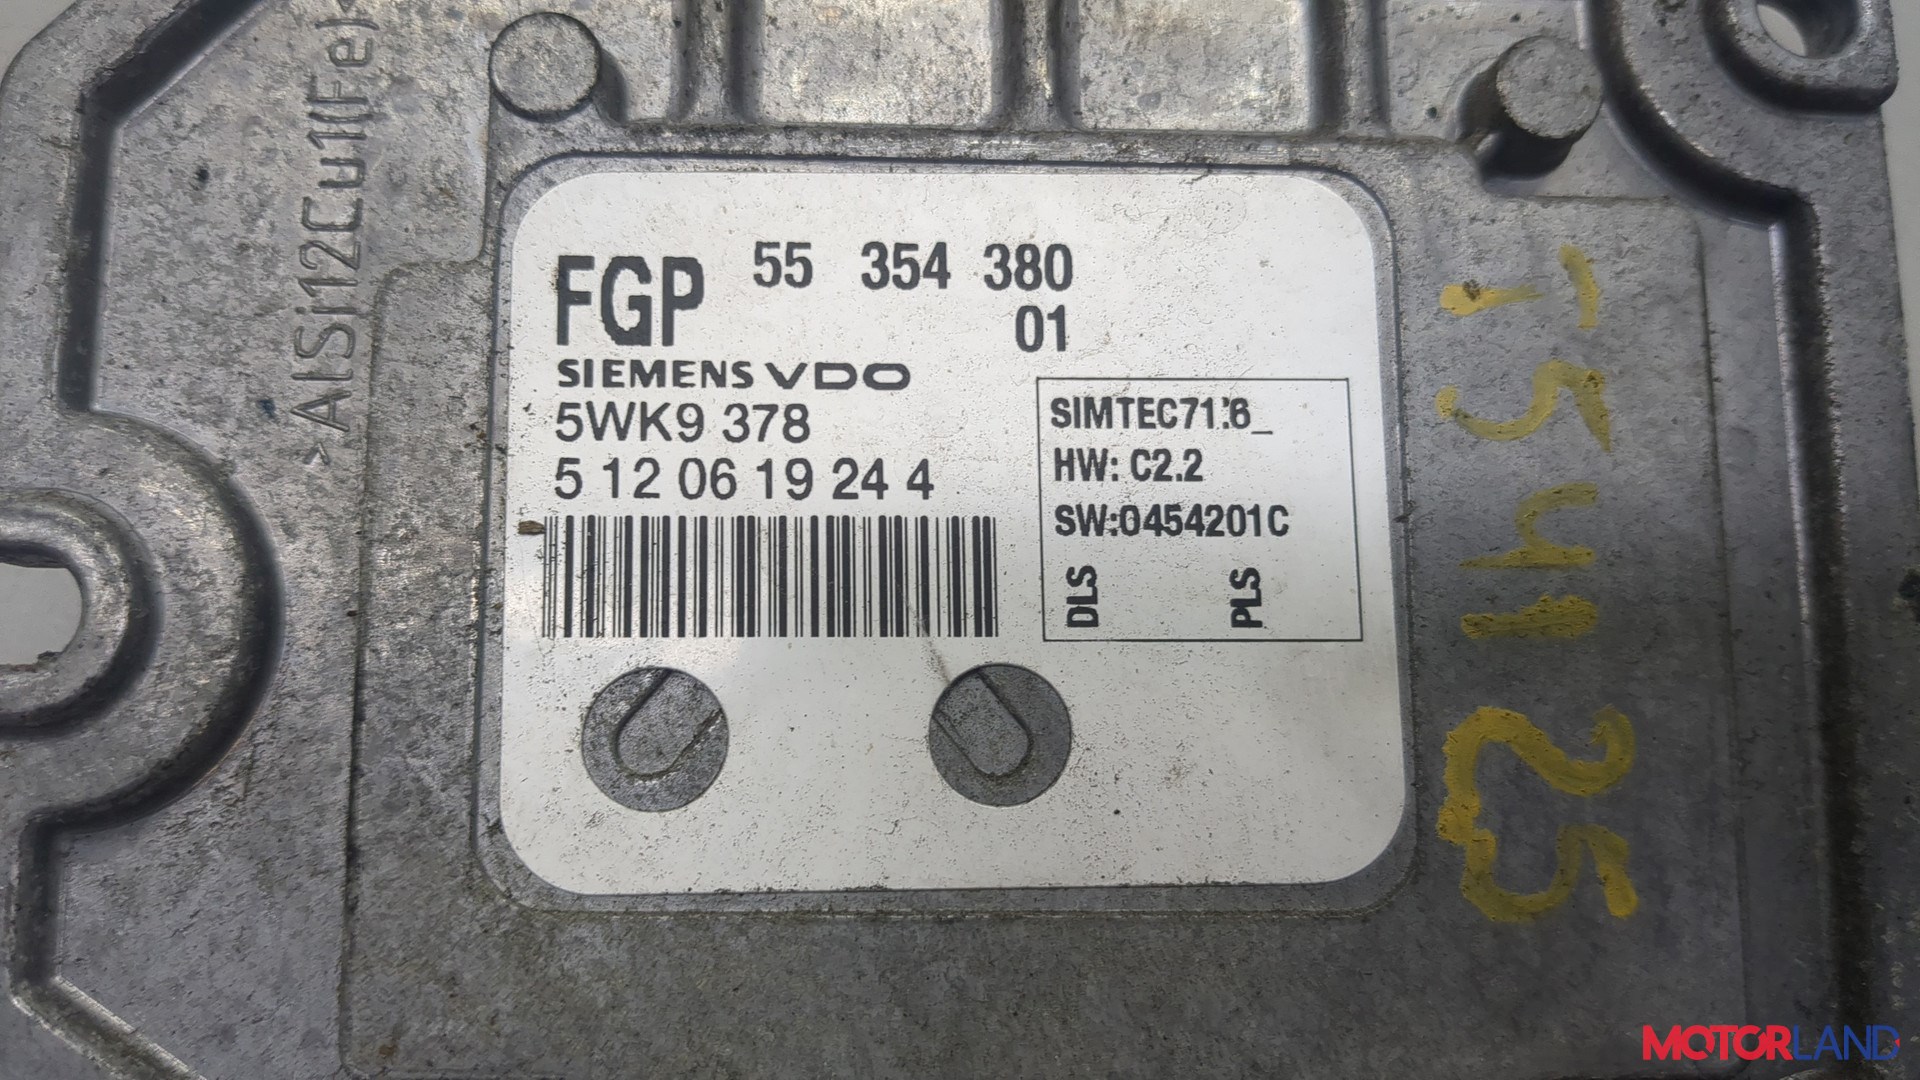 >AlSi12Cu1(Fe)<
FGP 55 354 380
01
SIEMENS VDO
5WK9 378
5 12 06 19 24 4
SIMTEC71.6_
HW: C2.2
SW:0454201C
DLS PLS
T54125
MOTORLAND